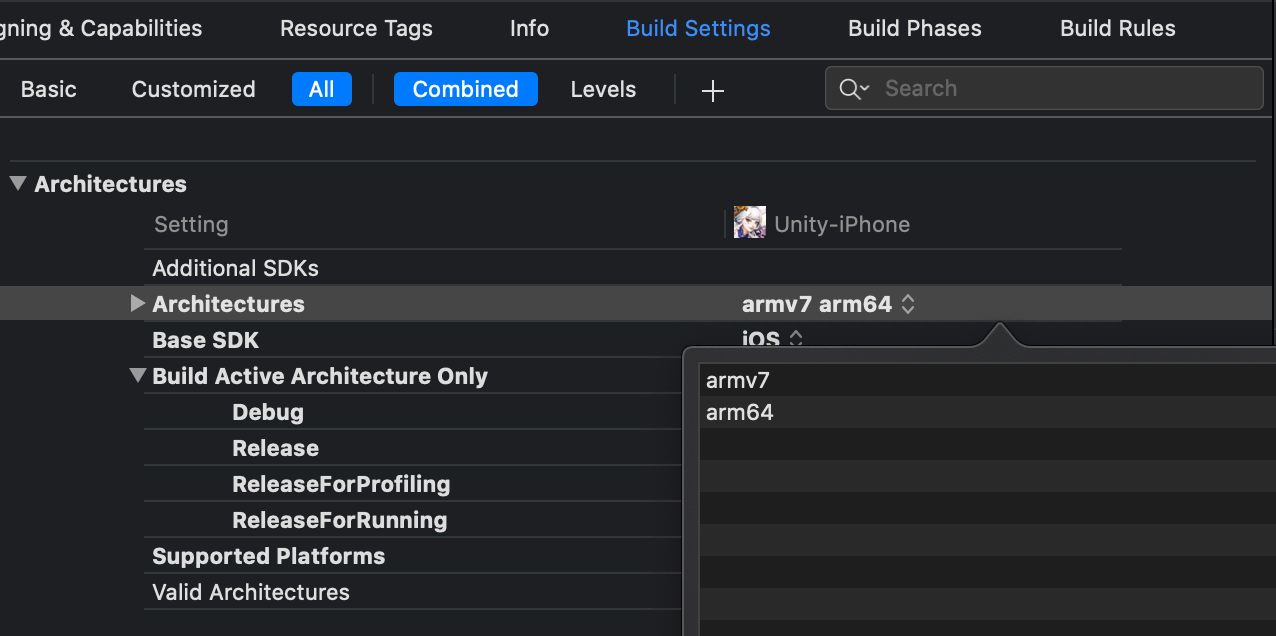 gning & Capabilities Resource Tags Info Build Settings Build Phases Build Rules
Basic Customized All Combined Levels + Search
Architectures
Setting Unity-iPhone
Additional SDKs
Architectures armv7 arm64
Base SDK iOS
Build Active Architecture Only
armv7
Debug
arm64
Release
ReleaseForProfiling
ReleaseForRunning
Supported Platforms
Valid Architectures